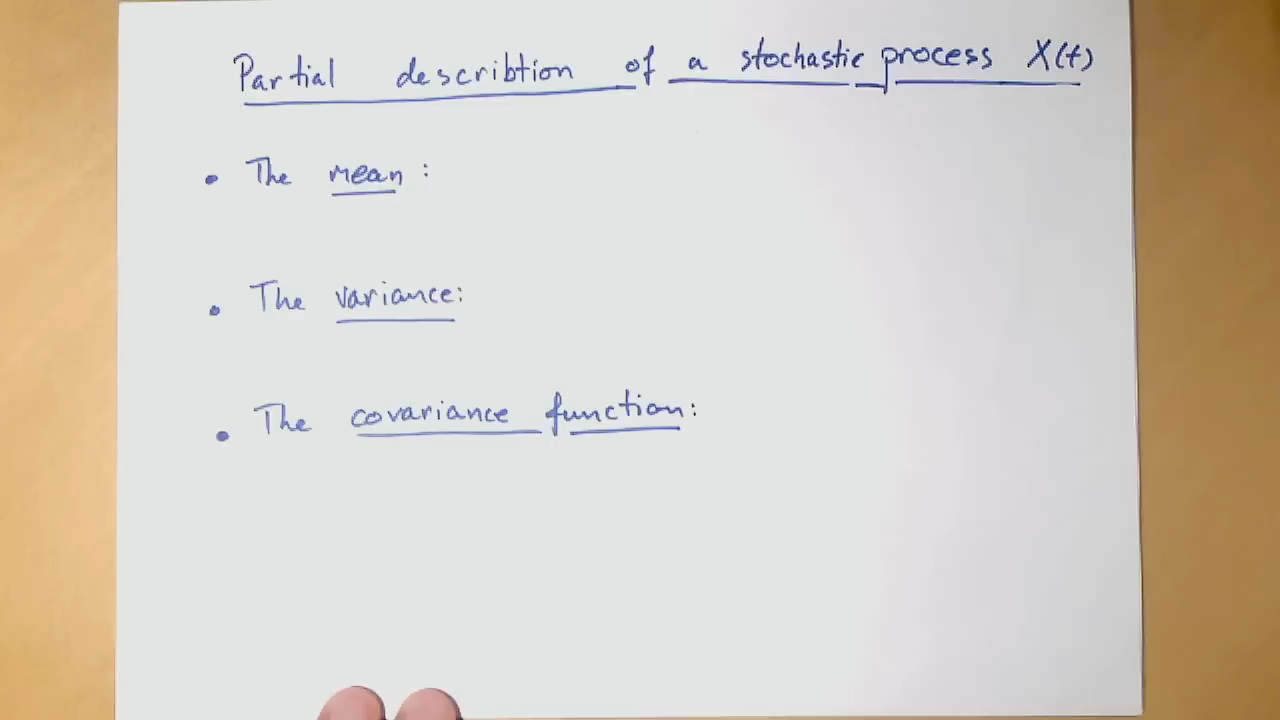 Partial describtion of a stochastic process X(t)
• The mean:
• The variance:
• The covariance function: